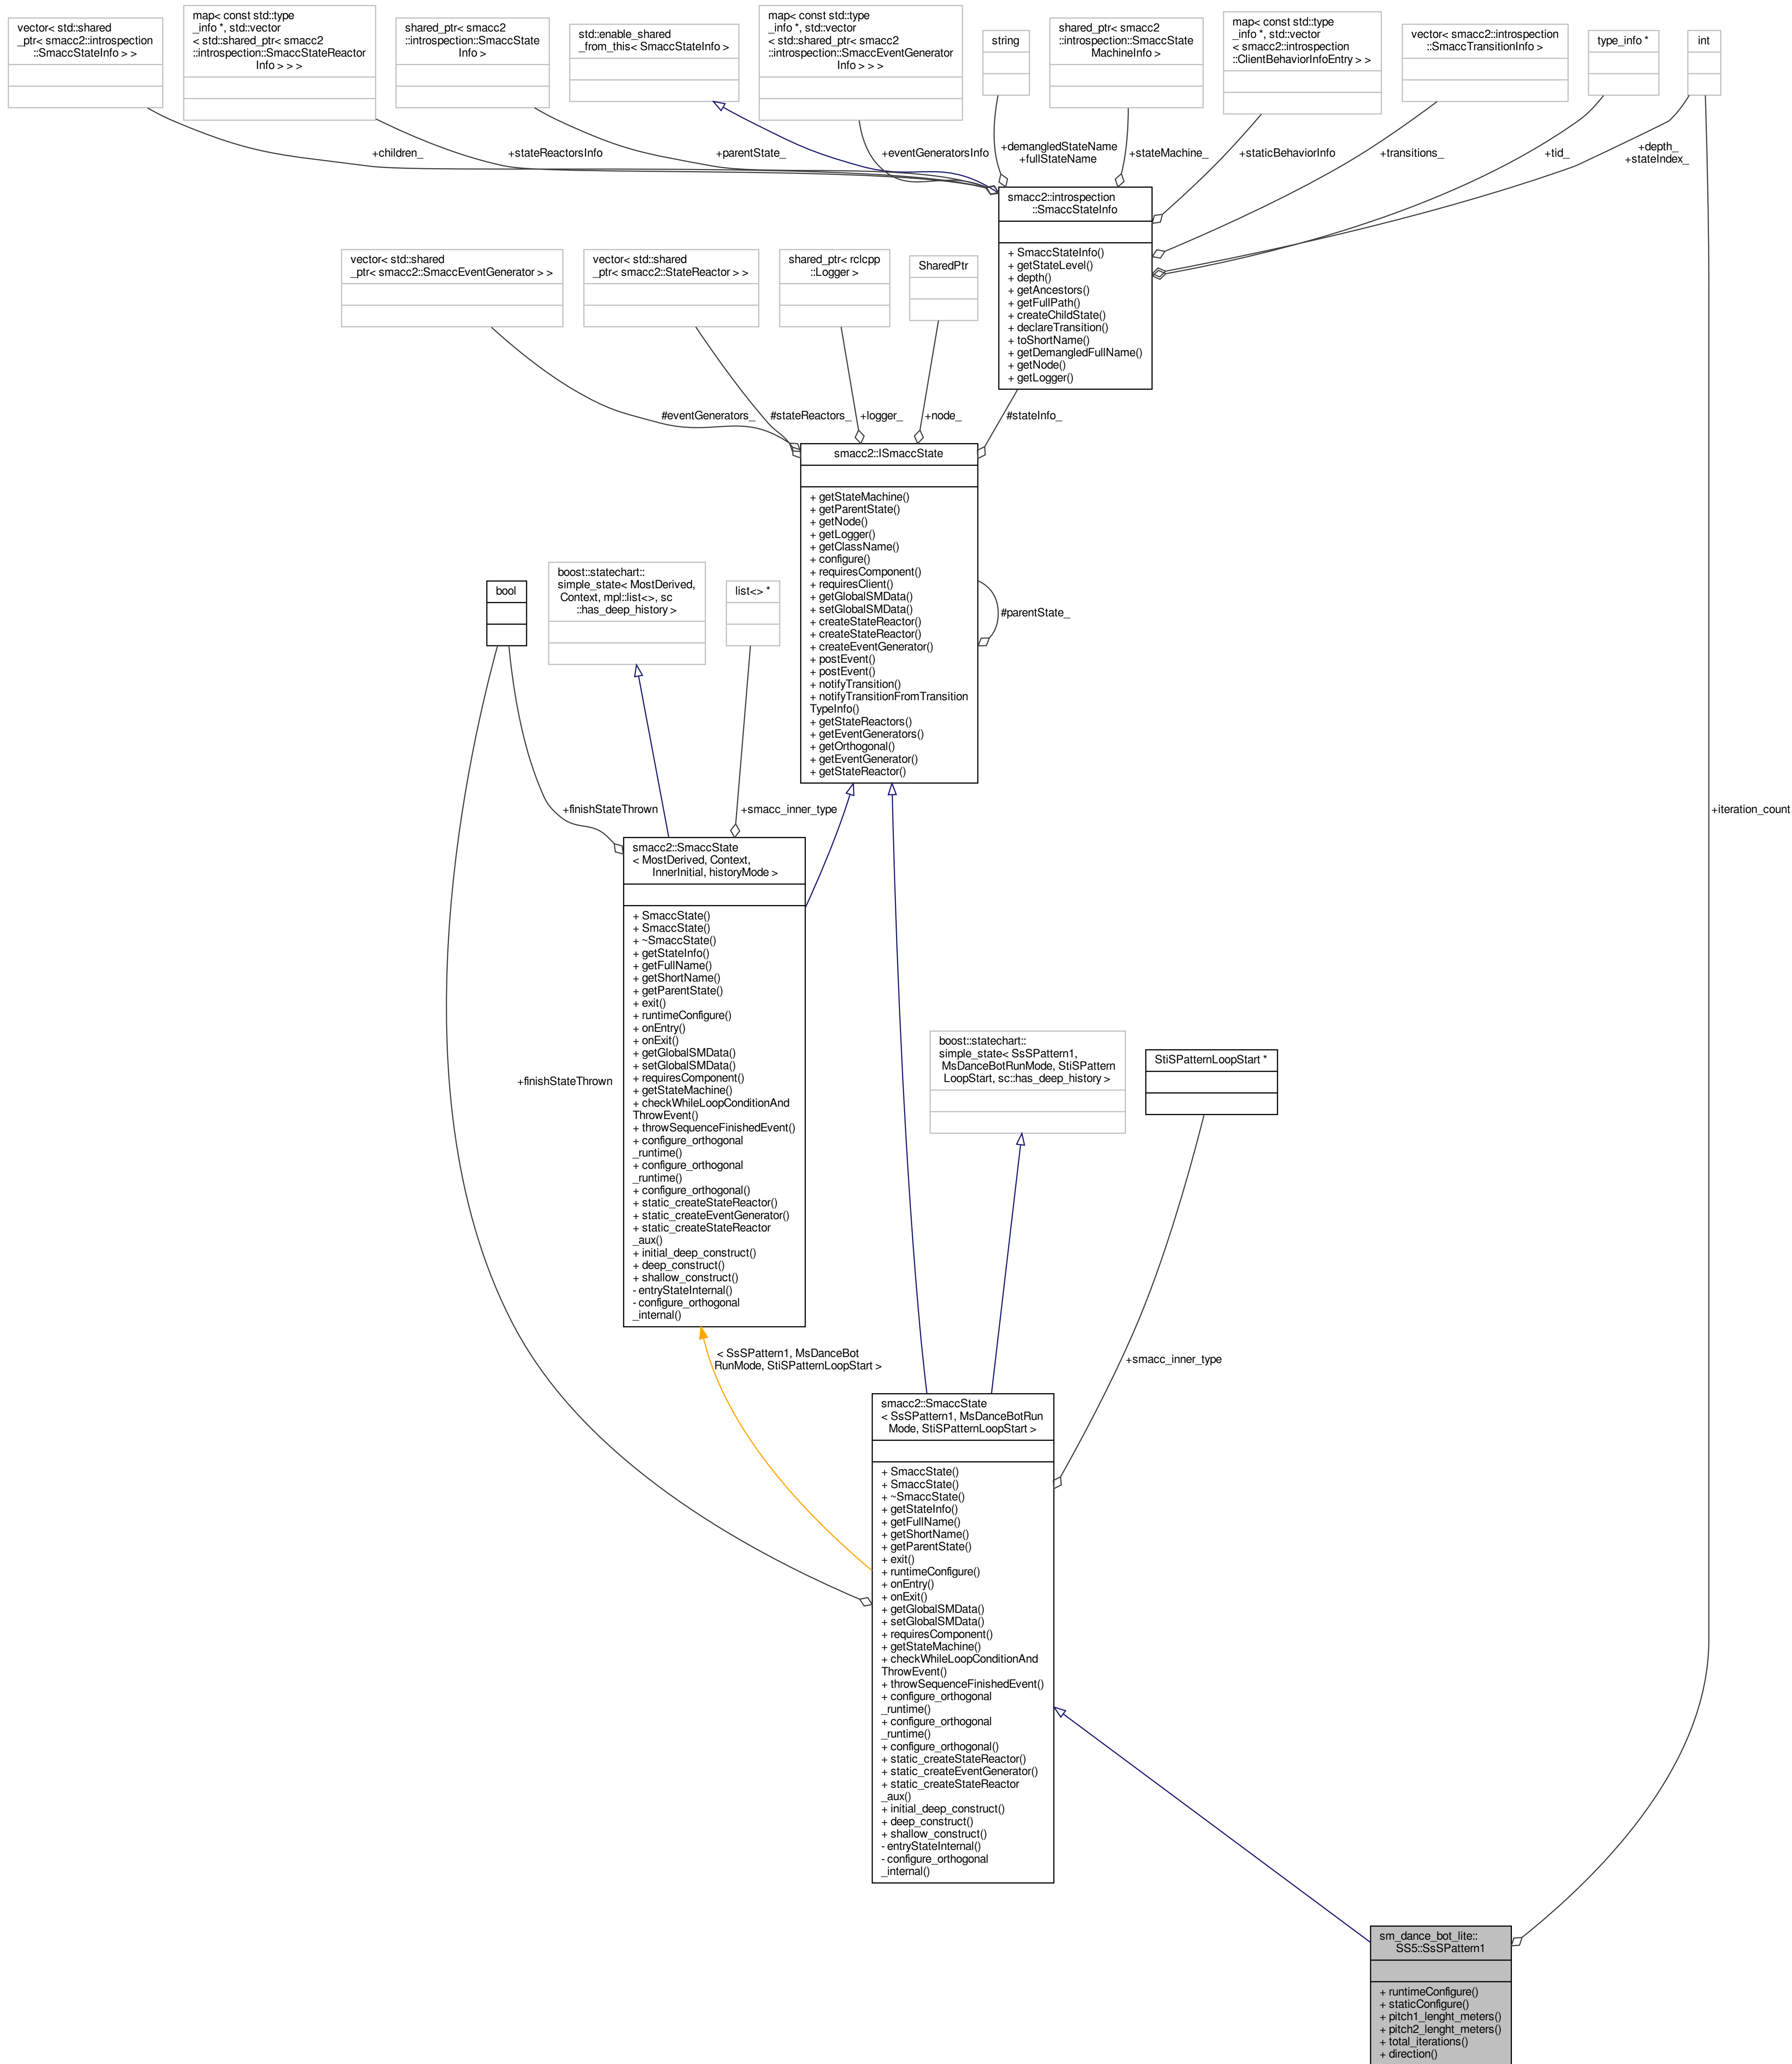 vector< std::shared
_ptr< smacc2::introspection
::SmaccStateInfo > >
map< const std::type
_info *, std::vector
< std::shared_ptr< smacc2
::introspection::SmaccStateReactor
Info > > >
shared_ptr< smacc2
::introspection::SmaccState
Info >
std::enable_shared
_from_this< SmaccStateInfo >
map< const std::type
_info *, std::vector
< std::shared_ptr< smacc2
::introspection::SmaccEventGenerator
Info > > >
string
shared_ptr< smacc2
::introspection::SmaccState
MachineInfo >
map< const std::type
_info *, std::vector
< smacc2::introspection
::ClientBehaviorInfoEntry > >
vector< smacc2::introspection
::SmaccTransitionInfo >
type_info *
int
+children_
+stateReactorsInfo
+parentState_
+eventGeneratorsInfo
+demangledStateName
+fullStateName
+stateMachine_
+staticBehaviorInfo
+transitions_
+tid_
+depth_
+stateIndex_
smacc2::introspection
::SmaccStateInfo
+ SmaccStateInfo()
+ getStateLevel()
+ depth()
+ getAncestors()
+ getFullPath()
+ createChildState()
+ declareTransition()
+ toShortName()
+ getDemangledFullName()
+ getNode()
+ getLogger()
vector< std::shared
_ptr< smacc2::SmaccEventGenerator > >
vector< std::shared
_ptr< smacc2::StateReactor > >
shared_ptr< rclcpp
::Logger >
SharedPtr
#eventGenerators_
#stateReactors_
+logger_
+node_
#stateInfo_
smacc2::ISmaccState
+ getStateMachine()
+ getParentState()
+ getNode()
+ getLogger()
+ getClassName()
+ configure()
+ requiresComponent()
+ requiresClient()
+ getGlobalSMData()
+ setGlobalSMData()
+ createStateReactor()
+ createStateReactor()
+ createEventGenerator()
+ postEvent()
+ postEvent()
+ notifyTransition()
+ notifyTransitionFromTransition
TypeInfo()
+ getStateReactors()
+ getEventGenerators()
+ getOrthogonal()
+ getEventGenerator()
+ getStateReactor()
#parentState_
bool
boost::statechart::
simple_state< MostDerived,
Context, mpl::list<>, sc
::has_deep_history >
list<> *
+finishStateThrown
+smacc_inner_type
+iteration_count
smacc2::SmaccState
< MostDerived, Context,
InnerInitial, historyMode >
+ SmaccState()
+ SmaccState()
+ ~SmaccState()
+ getStateInfo()
+ getFullName()
+ getShortName()
+ getParentState()
+ exit()
+ runtimeConfigure()
+ onEntry()
+ onExit()
+ getGlobalSMData()
+ setGlobalSMData()
+ requiresComponent()
+ getStateMachine()
+ checkWhileLoopConditionAnd
ThrowEvent()
+ throwSequenceFinishedEvent()
+ configure_orthogonal
_runtime()
+ configure_orthogonal
_runtime()
+ configure_orthogonal()
+ static_createStateReactor()
+ static_createEventGenerator()
+ static_createStateReactor
_aux()
+ initial_deep_construct()
+ deep_construct()
+ shallow_construct()
- entryStateInternal()
- configure_orthogonal
_internal()
+finishStateThrown
boost::statechart::
simple_state< SsSPattern1,
MsDanceBotRunMode, StiSPattern
LoopStart, sc::has_deep_history >
StiSPatternLoopStart *
< SsSPattern1, MsDanceBot
RunMode, StiSPatternLoopStart >
+smacc_inner_type
smacc2::SmaccState
< SsSPattern1, MsDanceBotRun
Mode, StiSPatternLoopStart >
+ SmaccState()
+ SmaccState()
+ ~SmaccState()
+ getStateInfo()
+ getFullName()
+ getShortName()
+ getParentState()
+ exit()
+ runtimeConfigure()
+ onEntry()
+ onExit()
+ getGlobalSMData()
+ setGlobalSMData()
+ requiresComponent()
+ getStateMachine()
+ checkWhileLoopConditionAnd
ThrowEvent()
+ throwSequenceFinishedEvent()
+ configure_orthogonal
_runtime()
+ configure_orthogonal
_runtime()
+ configure_orthogonal()
+ static_createStateReactor()
+ static_createEventGenerator()
+ static_createStateReactor
_aux()
+ initial_deep_construct()
+ deep_construct()
+ shallow_construct()
- entryStateInternal()
- configure_orthogonal
_internal()
sm_dance_bot_lite::
SS5::SsSPattern1
+ runtimeConfigure()
+ staticConfigure()
+ pitch1_lenght_meters()
+ pitch2_lenght_meters()
+ total_iterations()
+ direction()